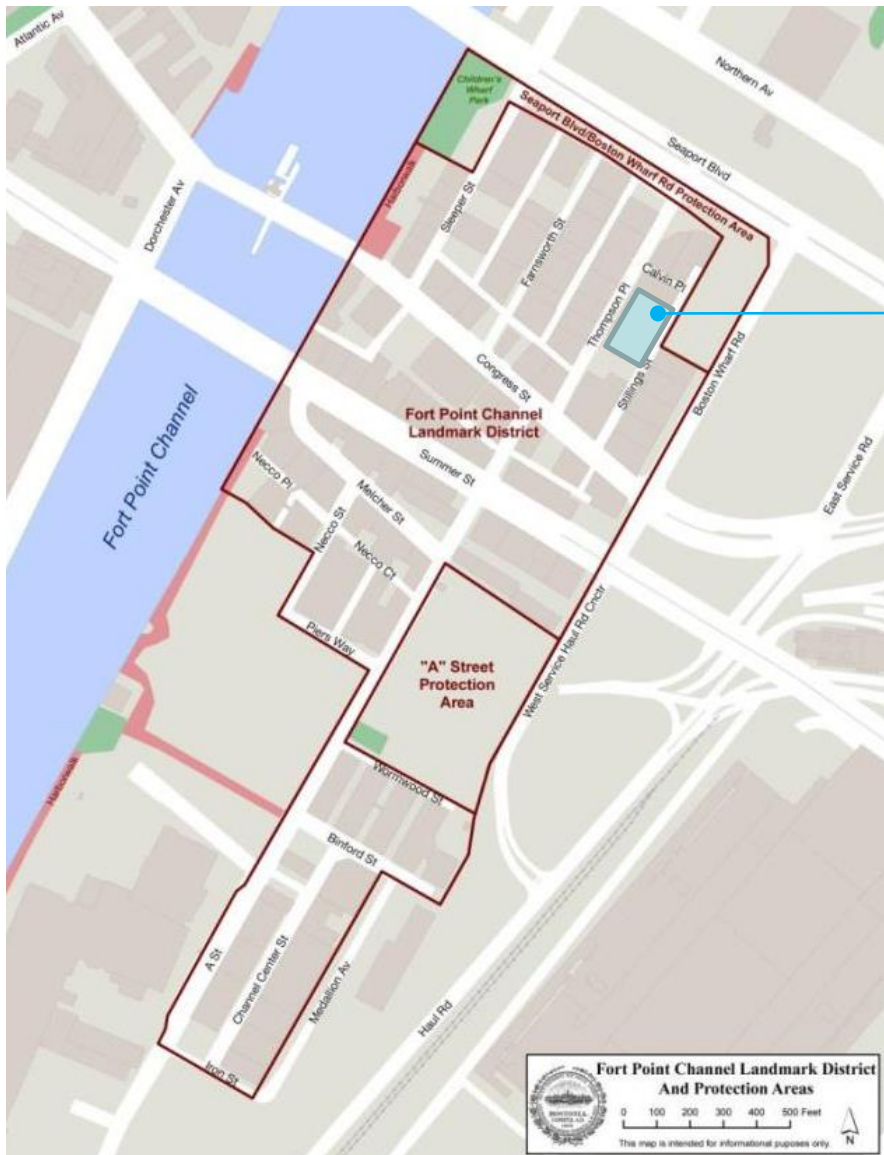 Atlantic Av
Children's
Wharf
Park
Northern Av
Seaport Blvd/Boston Wharf Rd Protection Area
Seaport Blvd
Harborwalk
Sleeper St
Dorchester Av
Farnsworth St
Calvin Pl
Thompson Pl
Stillings St
Boston Wharf Rd
Congress St
East Service Rd
Fort Point Channel
Landmark District
Summer St
Fort Point Channel
Necco Pl
Melcher St
Necco St
Necco Ct
Piers Way
West Service Haul Rd Cnctr
"A" Street
Protection
Area
Harborwalk
Wormwood St
Binford St
A St
Channel Center St
Medallion Av
Haul Rd
Iron St
Fort Point Channel Landmark District
And Protection Areas
0 100 200 300 400 500 Feet
This map is intended for informational puposes only.
N